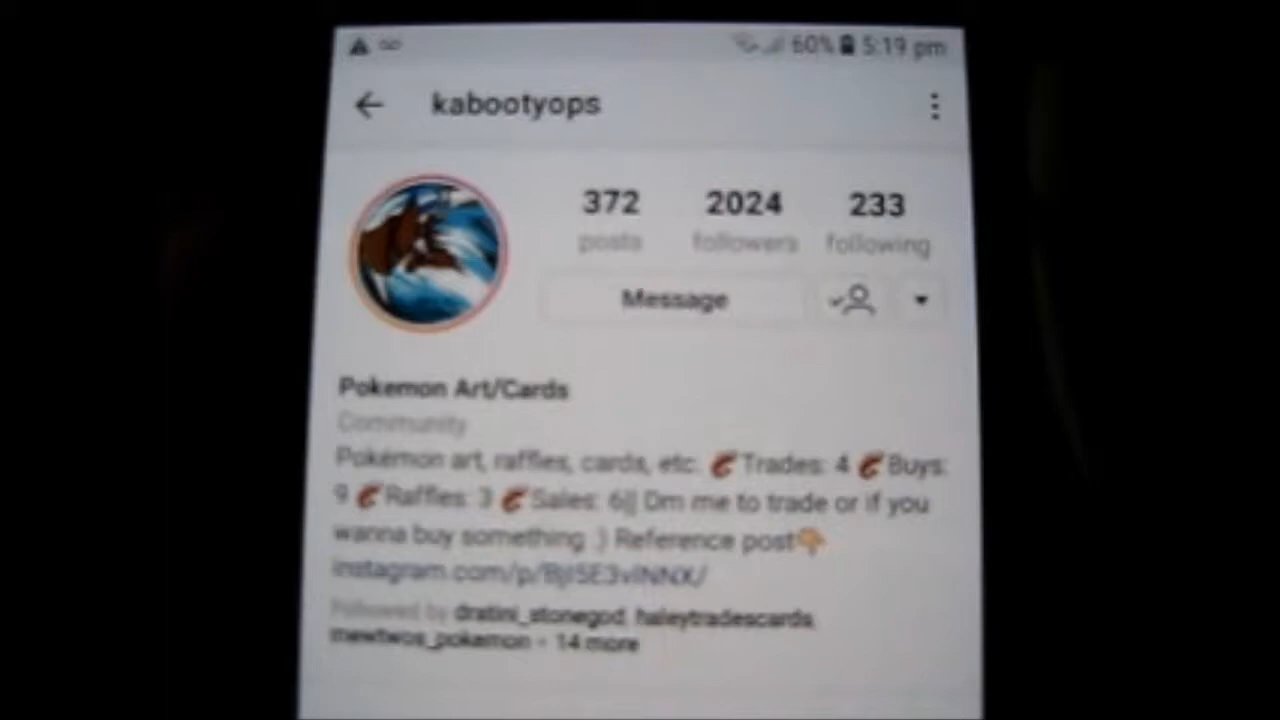 60% 5:19 pm
kabootyops
372 2024 233
posts followers following
Message
Pokemon Art/Cards
Community
Pokémon art, raffles, cards, etc. Trades: 4 Buys:
9 Raffles: 3 Sales: 6|| Dm me to trade or if you
wanna buy something :) Reference post
Followed by dratini_stonegod, haleytradescards,
mewtwos_pokemon + 14 more